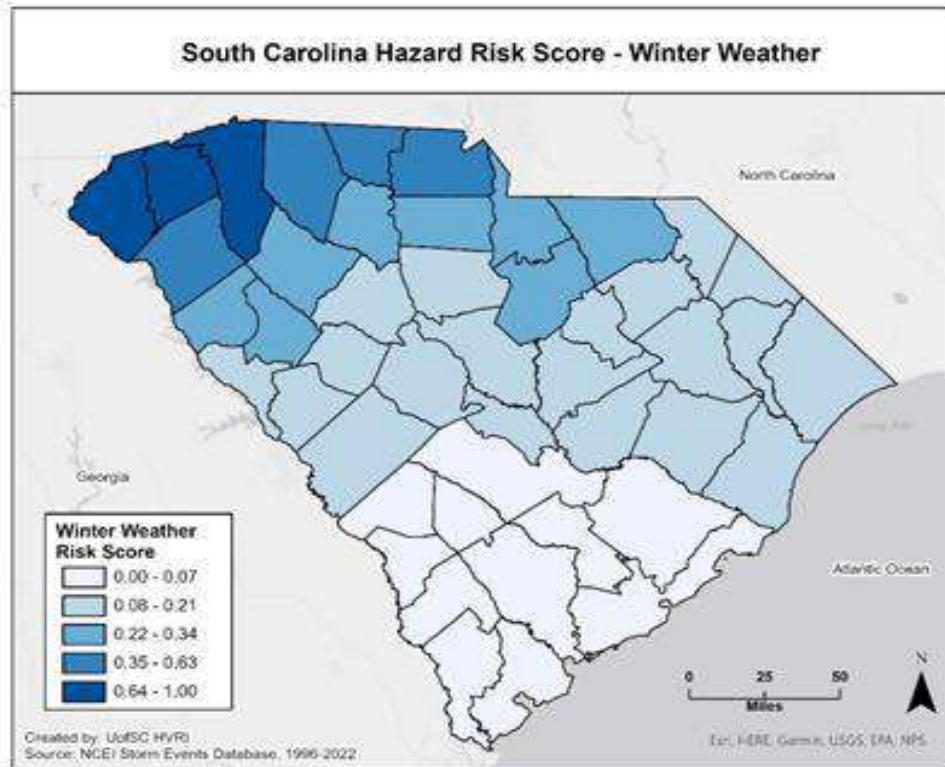 South Carolina Hazard Risk Score - Winter Weather
North Carolina
Georgia
Atlantic Ocean
Winter Weather
Risk Score
0.00 - 0.07
0.08 - 0.21
0.22 - 0.34
0.35 - 0.63
0.64 - 1.00
N
0 25 50
Miles
Created by: UofSC HVRI
Source: NCEI Storm Events Database, 1996-2022
Esri, HERE, Garmin, USGS, EPA, NPS